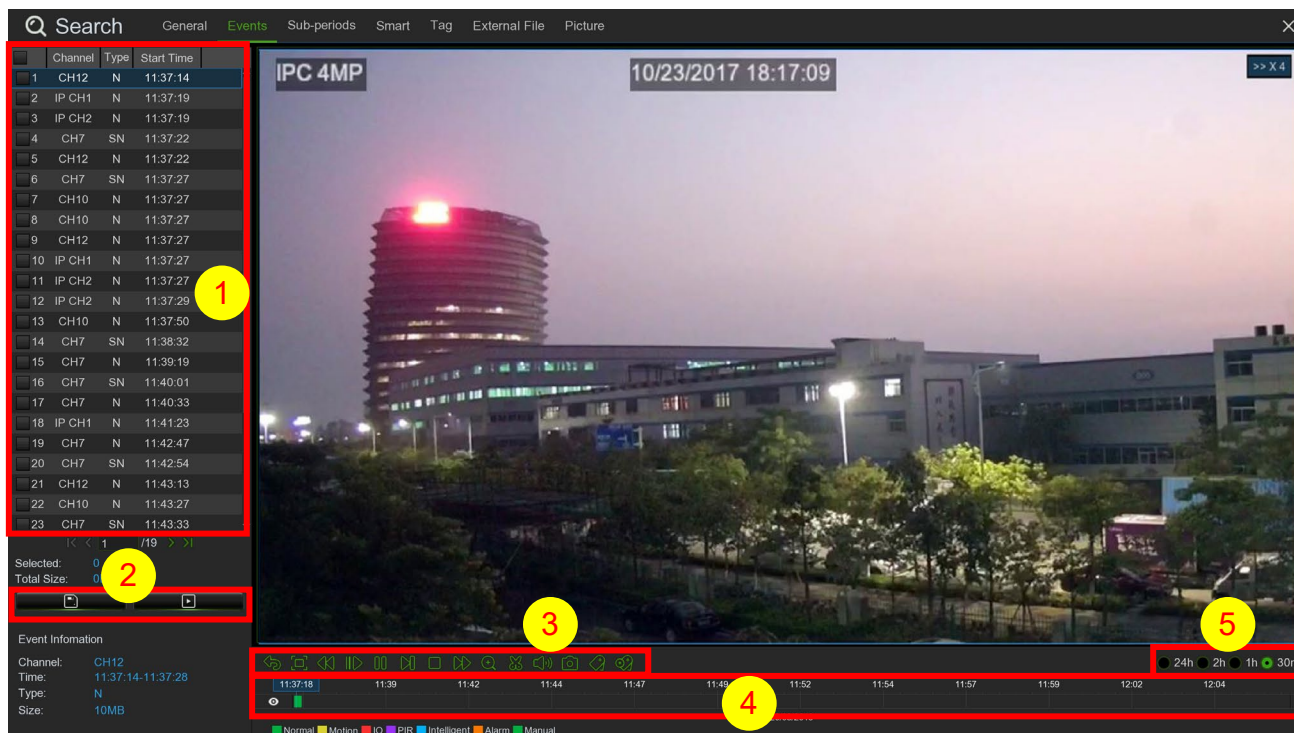 Search General Events Sub-periods Smart Tag External File Picture
Channel Type Start Time
1 CH12 N 11:37:14
2 IP CH1 N 11:37:19
3 IP CH2 N 11:37:19
4 CH7 SN 11:37:22
5 CH12 N 11:37:22
6 CH7 SN 11:37:27
7 CH10 N 11:37:27
8 CH10 N 11:37:27
9 CH12 N 11:37:27
10 IP CH1 N 11:37:27
11 IP CH2 N 11:37:27
12 IP CH2 N 11:37:29
13 CH10 N 11:37:50
14 CH7 SN 11:38:32
15 CH7 N 11:39:19
16 CH7 SN 11:40:01
17 CH7 N 11:40:33
18 IP CH1 N 11:41:23
19 CH7 N 11:42:47
20 CH7 SN 11:42:54
21 CH12 N 11:43:13
22 CH10 N 11:43:27
23 CH7 SN 11:43:33
1
1 /19
Selected: 0
Total Size: 0
2
Event Infomation
Channel: CH12
Time: 11:37:14-11:37:28
Type: N
Size: 10MB
IPC 4MP 10/23/2017 18:17:09 >> X 4
3
5
24h 2h 1h 30m
11:37:18 11:39 11:42 11:44 11:47 11:49 11:52 11:54 11:57 11:59 12:02 12:04
4
Normal Motion IO PIR Intelligent Alarm Manual